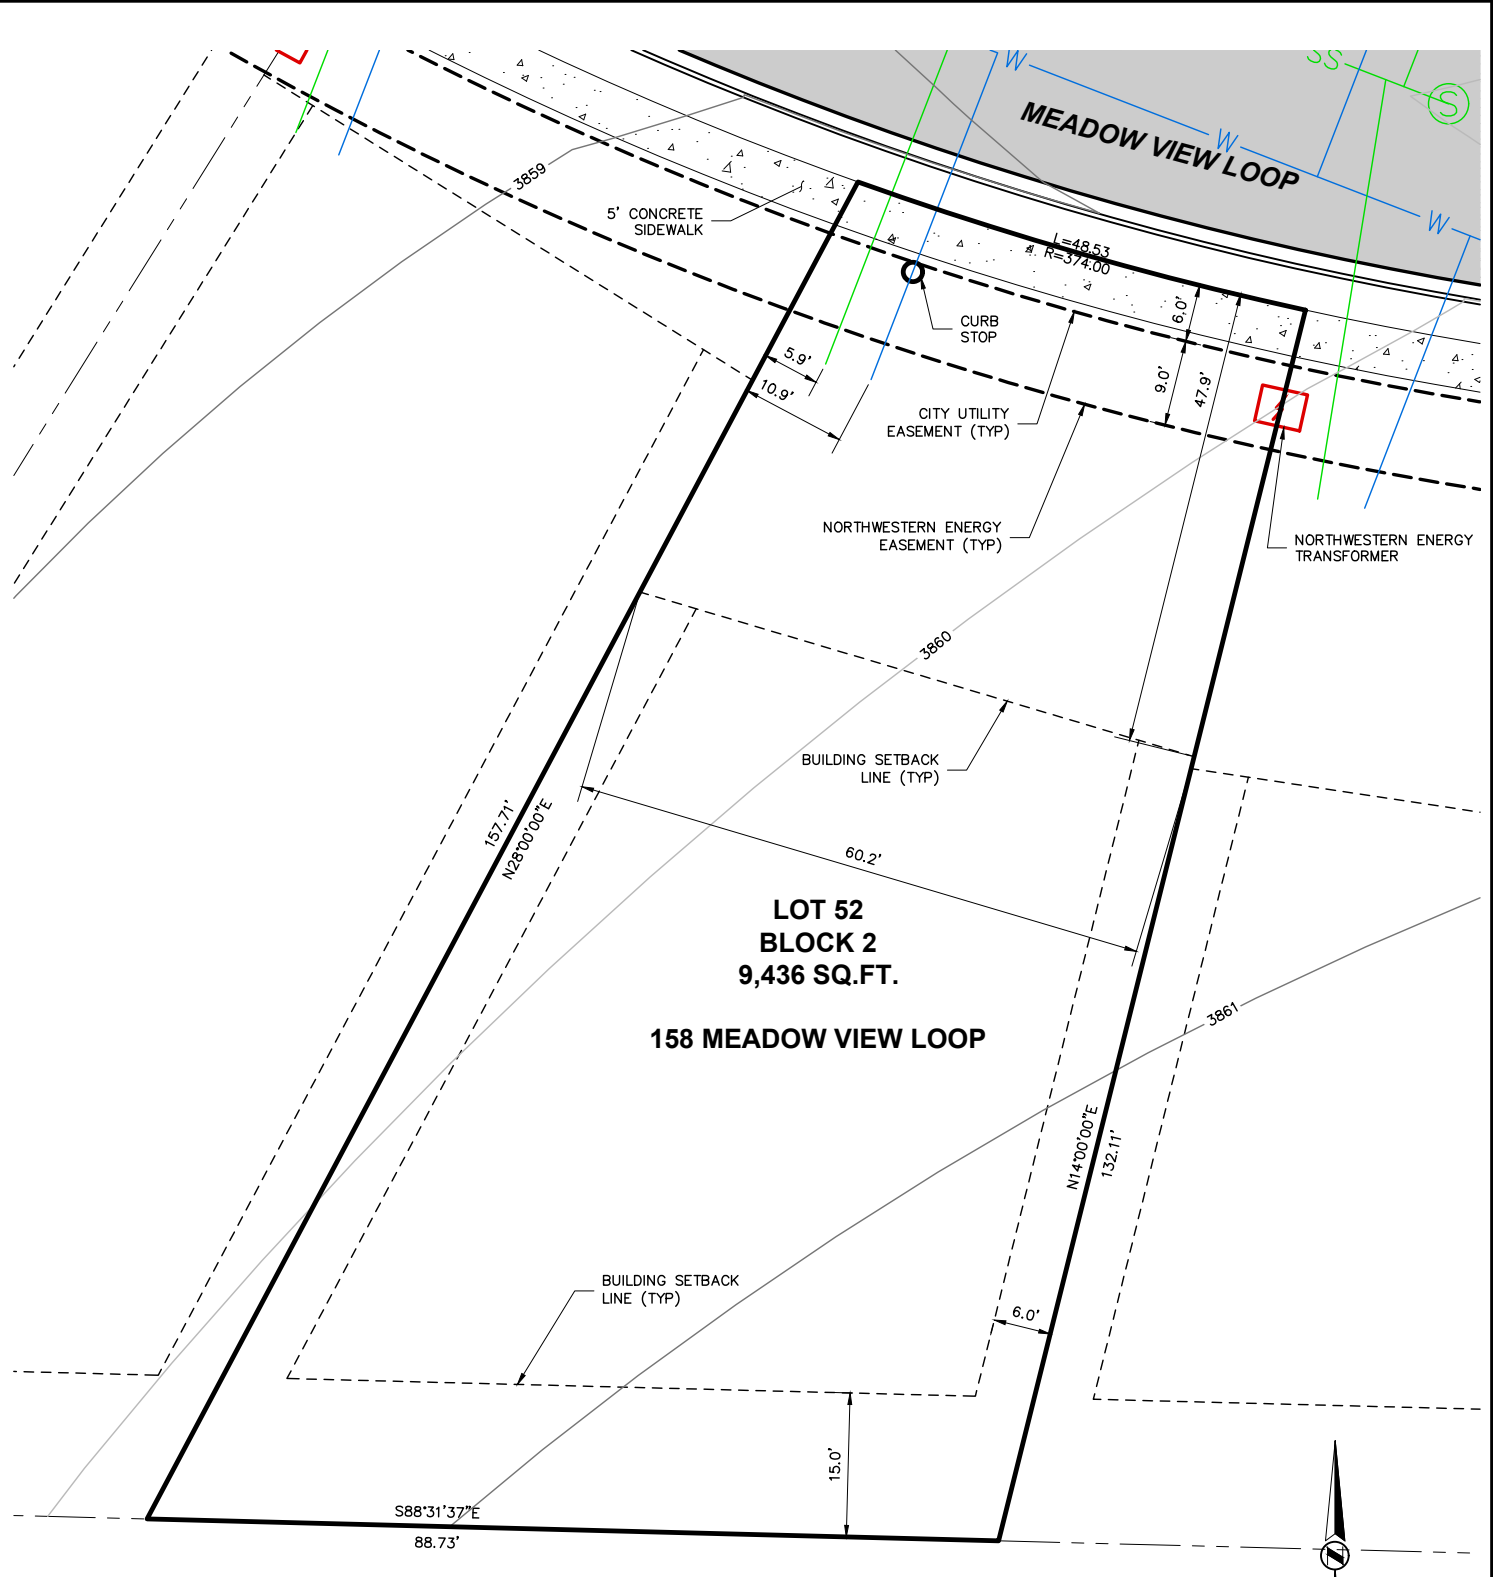 SS
S
W
W
W
W
MEADOW VIEW LOOP
3859
5' CONCRETE
SIDEWALK
L=48.53
R=374.00
6.0'
CURB
STOP
5.9'
10.9'
9.0'
47.9'
CITY UTILITY
EASEMENT (TYP)
NORTHWESTERN ENERGY
EASEMENT (TYP)
NORTHWESTERN ENERGY
TRANSFORMER
3860
BUILDING SETBACK
LINE (TYP)
157.71'
N28°00'00"E
60.2'
LOT 52
BLOCK 2
9,436 SQ.FT.
158 MEADOW VIEW LOOP
3861
N14°00'00"E
132.11'
BUILDING SETBACK
LINE (TYP)
6.0'
15.0'
S88°31'37"E
88.73'
N